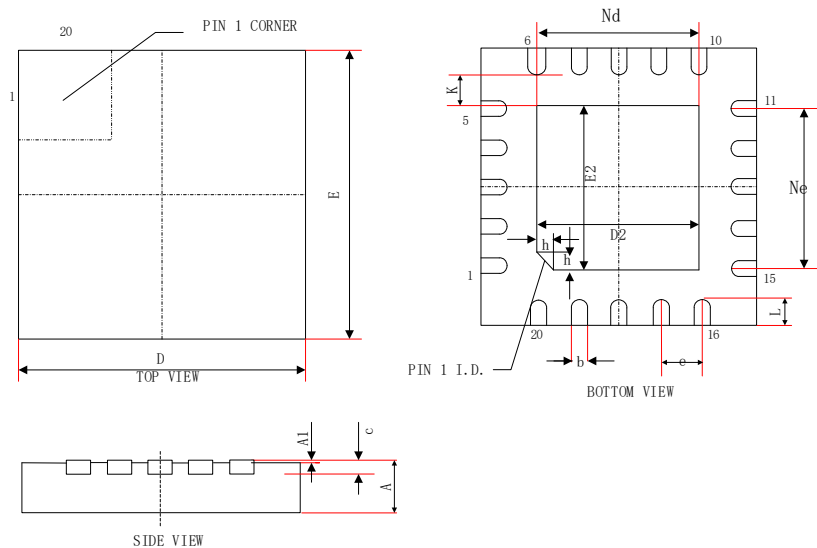 20
PIN 1 CORNER
1
E
D
TOP VIEW
Nd
6
10
K
5
11
E2
Ne
D2
h
h
1
15
L
20
16
b
e
PIN 1 I.D.
BOTTOM VIEW
A1
c
A
SIDE VIEW